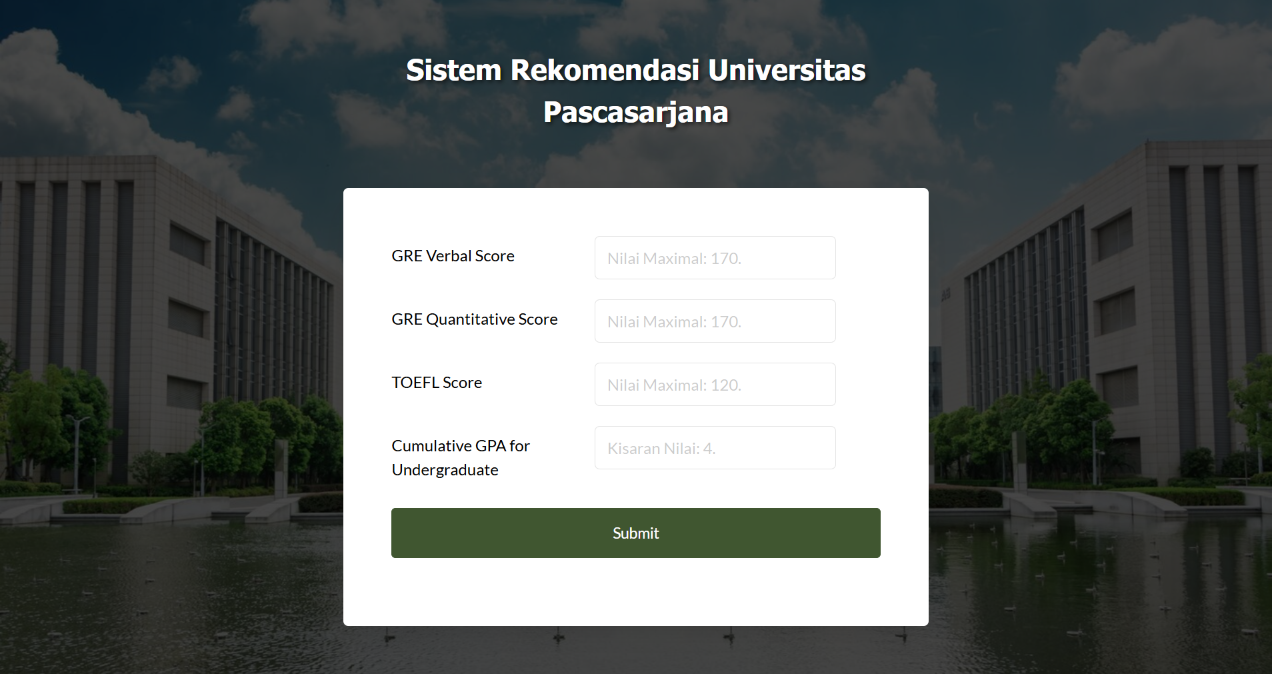 Sistem Rekomendasi Universitas
Pascasarjana
GRE Verbal Score
Nilai Maximal: 170.
GRE Quantitative Score
Nilai Maximal: 170.
TOEFL Score
Nilai Maximal: 120.
Cumulative GPA for
Undergraduate
Kisaran Nilai: 4.
Submit